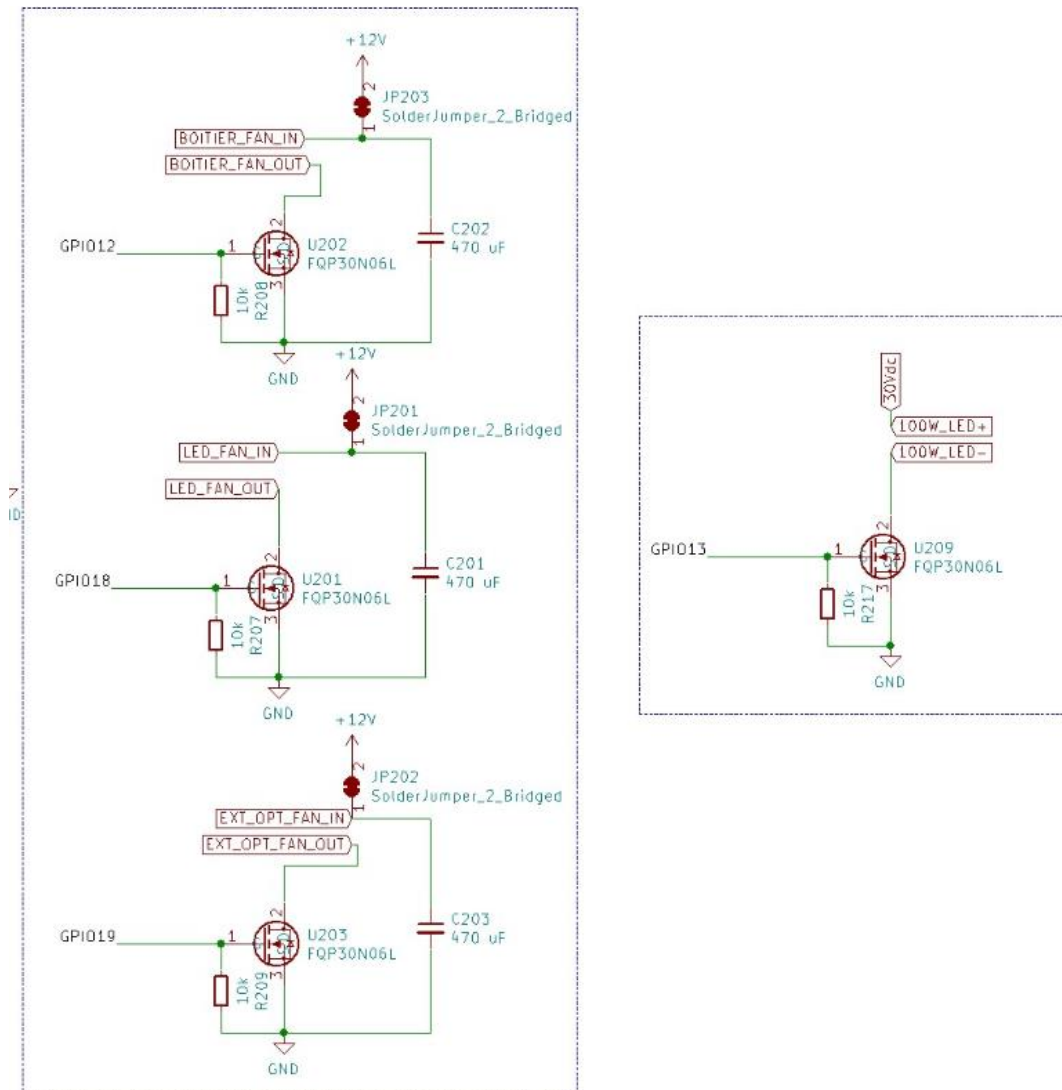 +12V
2
JP203
SolderJumper_2_Bridged
1
BOITIER_FAN_IN
BOITIER_FAN_OUT
2
C202
470 uF
GPIO12
1
U202
FQP30N06L
3
10k
R208
GND
+12V
2
JP201
SolderJumper_2_Bridged
1
LED_FAN_IN
LED_FAN_OUT
2
C201
470 uF
GPIO18
1
U201
FQP30N06L
3
10k
R207
GND
+12V
2
JP202
SolderJumper_2_Bridged
1
EXT_OPT_FAN_IN
EXT_OPT_FAN_OUT
2
C203
470 uF
GPIO19
1
U203
FQP30N06L
3
10k
R209
GND
30Vdc
100W_LED+
100W_LED-
2
GPIO13
1
U209
FQP30N06L
3
10k
R217
GND